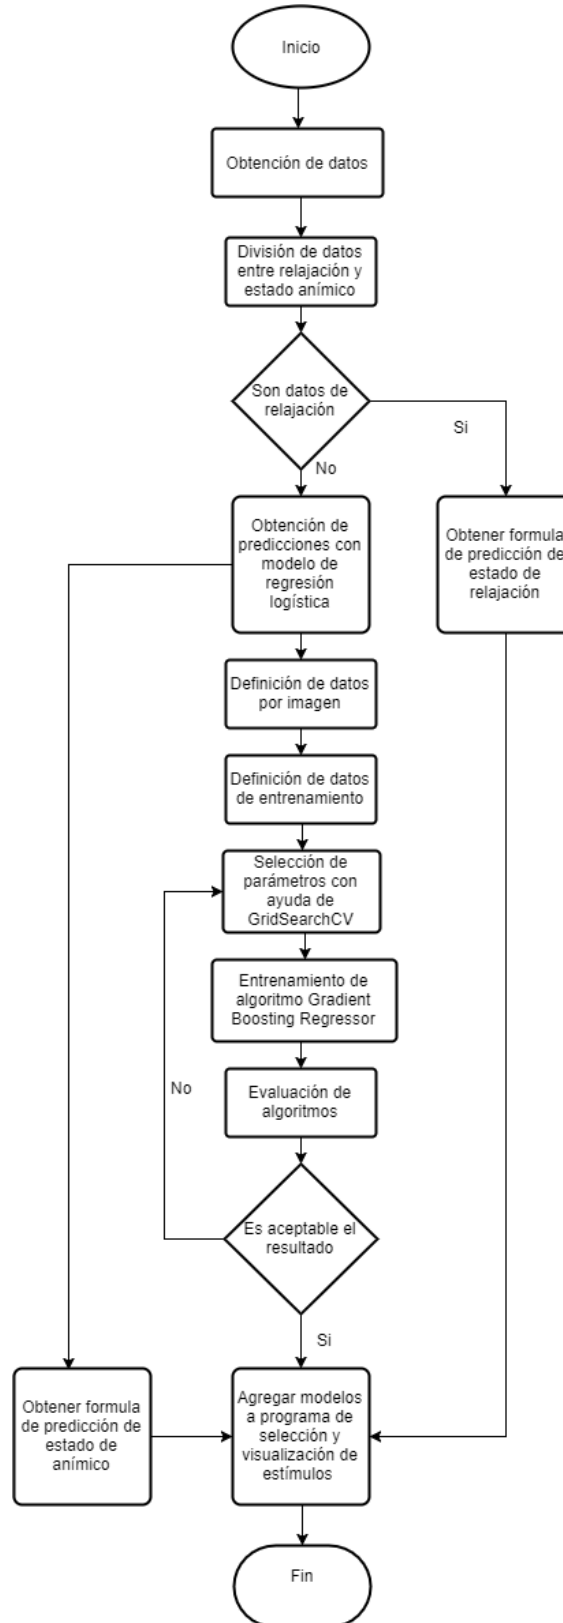 Inicio
Obtención de datos
División de datos
entre relajación y
estado anímico
Son datos de
relajación
Si
No
Obtención de
predicciones con
modelo de
regresión
logística
Obtener formula
de predicción de
estado de
relajación
Definición de datos
por imagen
Definición de datos
de entrenamiento
Selección de
parámetros con
ayuda de
GridSearchCV
Entrenamiento de
algoritmo Gradient
Boosting Regressor
No
Evaluación de
algoritmos
Es aceptable el
resultado
Si
Obtener formula
de predicción de
estado de
anímico
Agregar modelos
a programa de
selección y
visualización de
estímulos
Fin